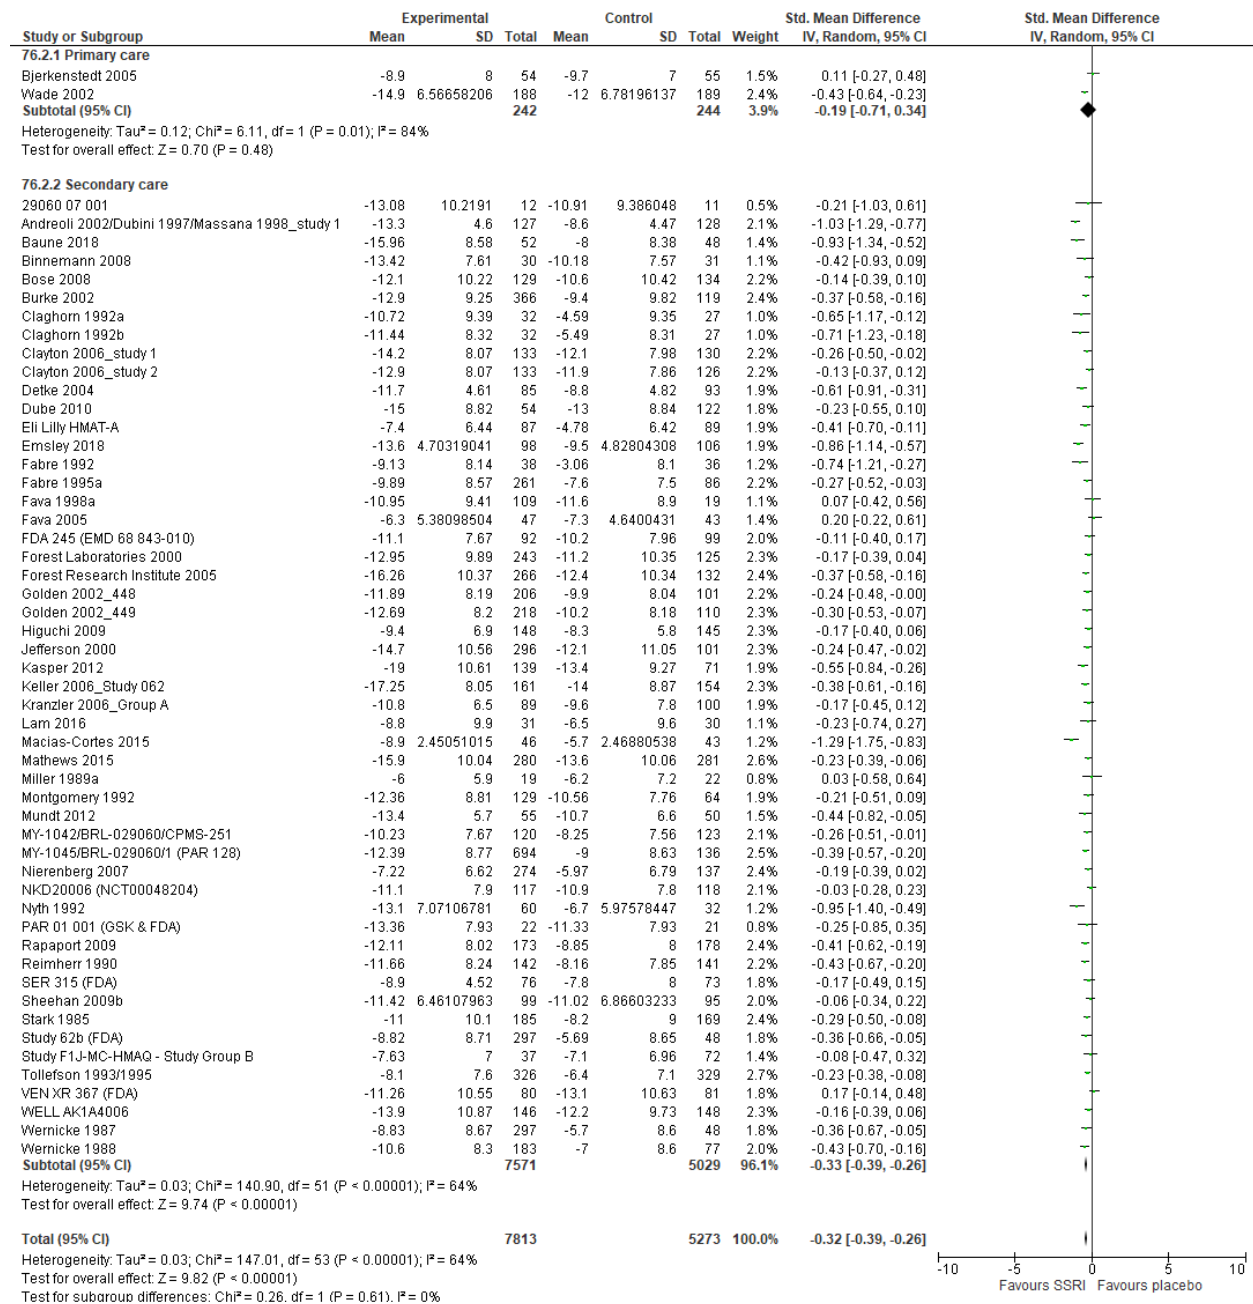 Experimental Control Std. Mean Difference Std. Mean Difference
Study or Subgroup Mean SD Total Mean SD Total Weight IV, Random, 95% CI IV, Random, 95% CI
76.2.1 Primary care
Bjerkenstedt 2005 -8.9 8 54 -9.7 7 55 1.5% 0.11 [-0.27, 0.48]
Wade 2002 -14.9 6.56658206 188 -12 6.78196137 189 2.4% -0.43 [-0.64, -0.23]
Subtotal (95% CI) 242 244 3.9% -0.19 [-0.71, 0.34]
Heterogeneity: Tau² = 0.12; Chi² = 6.11, df = 1 (P = 0.01); I² = 84%
Test for overall effect: Z = 0.70 (P = 0.48)
76.2.2 Secondary care
29060 07 001 -13.08 10.2191 12 -10.91 9.386048 11 0.5% -0.21 [-1.03, 0.61]
Andreoli 2002/Dubini 1997/Massana 1998_study 1 -13.3 4.6 127 -8.6 4.47 128 2.1% -1.03 [-1.29, -0.77]
Baune 2018 -15.96 8.58 52 -8 8.38 48 1.4% -0.93 [-1.34, -0.52]
Binnemann 2008 -13.42 7.61 30 -10.18 7.57 31 1.1% -0.42 [-0.93, 0.09]
Bose 2008 -12.1 10.22 129 -10.6 10.42 134 2.2% -0.14 [-0.39, 0.10]
Burke 2002 -12.9 9.25 366 -9.4 9.82 119 2.4% -0.37 [-0.58, -0.16]
Claghorn 1992a -10.72 9.39 32 -4.59 9.35 27 1.0% -0.65 [-1.17, -0.12]
Claghorn 1992b -11.44 8.32 32 -5.49 8.31 27 1.0% -0.71 [-1.23, -0.18]
Clayton 2006_study 1 -14.2 8.07 133 -12.1 7.98 130 2.2% -0.26 [-0.50, -0.02]
Clayton 2006_study 2 -12.9 8.07 133 -11.9 7.86 126 2.2% -0.13 [-0.37, 0.12]
Detke 2004 -11.7 4.61 85 -8.8 4.82 93 1.9% -0.61 [-0.91, -0.31]
Dube 2010 -15 8.82 54 -13 8.84 122 1.8% -0.23 [-0.55, 0.10]
Eli Lilly HMAT-A -7.4 6.44 87 -4.78 6.42 89 1.9% -0.41 [-0.70, -0.11]
Emsley 2018 -13.6 4.70319041 98 -9.5 4.82804308 106 1.9% -0.86 [-1.14, -0.57]
Fabre 1992 -9.13 8.14 38 -3.06 8.1 36 1.2% -0.74 [-1.21, -0.27]
Fabre 1995a -9.89 8.57 261 -7.6 7.5 86 2.2% -0.27 [-0.52, -0.03]
Fava 1998a -10.95 9.41 109 -11.6 8.9 19 1.1% 0.07 [-0.42, 0.56]
Fava 2005 -6.3 5.38098504 47 -7.3 4.6400431 43 1.4% 0.20 [-0.22, 0.61]
FDA 245 (EMD 68 843-010) -11.1 7.67 92 -10.2 7.96 99 2.0% -0.11 [-0.40, 0.17]
Forest Laboratories 2000 -12.95 9.89 243 -11.2 10.35 125 2.3% -0.17 [-0.39, 0.04]
Forest Research Institute 2005 -16.26 10.37 266 -12.4 10.34 132 2.4% -0.37 [-0.58, -0.16]
Golden 2002_448 -11.89 8.19 206 -9.9 8.04 101 2.2% -0.24 [-0.48, -0.00]
Golden 2002_449 -12.69 8.2 218 -10.2 8.18 110 2.3% -0.30 [-0.53, -0.07]
Higuchi 2009 -9.4 6.9 148 -8.3 5.8 145 2.3% -0.17 [-0.40, 0.06]
Jefferson 2000 -14.7 10.56 296 -12.1 11.05 101 2.3% -0.24 [-0.47, -0.02]
Kasper 2012 -19 10.61 139 -13.4 9.27 71 2.0% -0.55 [-0.84, -0.26]
Keller 2006_Study 062 -17.25 8.05 161 -14 8.87 154 2.3% -0.38 [-0.61, -0.16]
Kranzler 2006_Group A -10.8 6.5 89 -9.6 7.8 100 2.0% -0.17 [-0.45, 0.12]
Lam 2016 -8.8 9.9 31 -6.5 9.6 30 1.1% -0.23 [-0.74, 0.27]
Macias-Cortes 2015 -8.9 2.45051015 46 -5.7 2.46880538 43 1.2% -1.29 [-1.75, -0.83]
Mathews 2015 -15.9 10.04 280 -13.6 10.06 281 2.6% -0.23 [-0.39, -0.06]
Miller 1989a -6 5.9 19 -6.2 7.2 22 0.8% 0.03 [-0.58, 0.64]
Montgomery 1992 -12.36 8.81 129 -10.56 7.76 64 1.9% -0.21 [-0.51, 0.09]
Mundt 2012 -13.4 5.7 55 -10.7 6.6 50 1.5% -0.44 [-0.82, -0.05]
MY-1042/BRL-029060/CPMS-251 -10.23 7.67 120 -8.25 7.56 123 2.1% -0.26 [-0.51, -0.01]
MY-1045/BRL-029060/1 (PAR 128) -12.39 8.77 694 -9 8.63 136 2.5% -0.39 [-0.57, -0.20]
Nierenberg 2007 -7.22 6.62 274 -5.97 6.79 137 2.4% -0.19 [-0.39, 0.02]
NKD20006 (NCT00048204) -11.1 7.9 117 -10.9 7.8 118 2.1% -0.03 [-0.28, 0.23]
Nyth 1992 -13.1 7.07106781 60 -6.7 5.97578447 32 1.2% -0.95 [-1.40, -0.49]
PAR 01 001 (GSK & FDA) -13.36 7.93 22 -11.33 7.93 21 0.8% -0.25 [-0.85, 0.35]
Rapaport 2009 -12.11 8.02 173 -8.85 8 178 2.4% -0.41 [-0.62, -0.19]
Reimherr 1990 -11.66 8.24 142 -8.16 7.85 141 2.2% -0.43 [-0.67, -0.20]
SER 315 (FDA) -8.9 4.52 76 -7.8 8 73 1.8% -0.17 [-0.49, 0.15]
Sheehan 2009b -11.42 6.46107963 99 -11.02 6.86603233 95 2.0% -0.06 [-0.34, 0.22]
Stark 1985 -11 10.1 185 -8.2 9 169 2.4% -0.29 [-0.50, -0.08]
Study 62b (FDA) -8.82 8.71 297 -5.69 8.65 48 1.9% -0.36 [-0.66, -0.05]
Study F1J-MC-HMAQ - Study Group B -7.63 7 37 -7.1 6.96 72 1.4% -0.08 [-0.47, 0.32]
Tollefson 1993/1995 -8.1 7.6 326 -6.4 7.1 329 2.7% -0.23 [-0.38, -0.08]
VEN XR 367 (FDA) -11.26 10.55 80 -13.1 10.63 81 1.9% 0.17 [-0.14, 0.48]
WELL AK1A4006 -13.9 10.87 146 -12.2 9.73 148 2.3% -0.16 [-0.39, 0.06]
Wernicke 1987 -8.83 8.67 297 -5.7 8.6 48 1.8% -0.36 [-0.67, -0.05]
Wernicke 1988 -10.6 8.3 183 -7 8.6 77 2.0% -0.43 [-0.70, -0.16]
Subtotal (95% CI) 7571 5029 96.1% -0.33 [-0.39, -0.26]
Heterogeneity: Tau² = 0.03; Chi² = 140.90, df = 51 (P < 0.00001); I² = 64%
Test for overall effect: Z = 9.74 (P < 0.00001)
Total (95% CI) 7813 5273 100.0% -0.32 [-0.39, -0.26]
Heterogeneity: Tau² = 0.03; Chi² = 147.01, df = 53 (P < 0.00001); I² = 64%
Test for overall effect: Z = 9.82 (P < 0.00001)
Test for subgroup differences: Chi² = 0.26, df = 1 (P = 0.61), I² = 0%
-10 -5 0 5 10
Favours SSRI Favours placebo